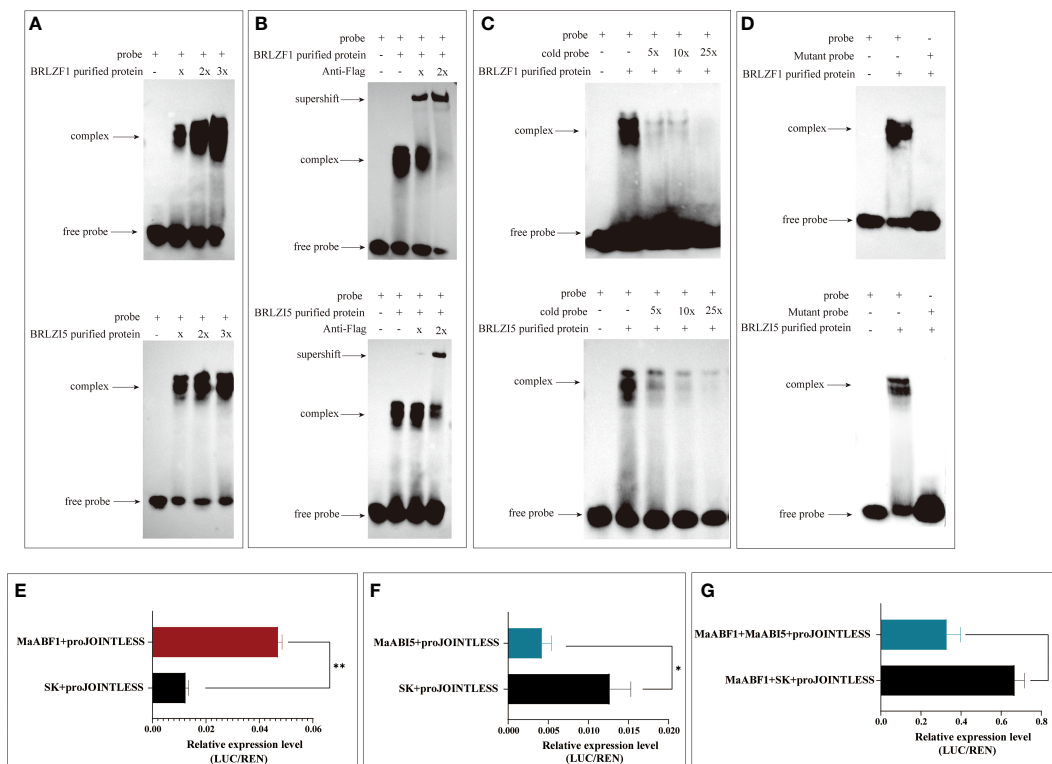 A
probe + + + +
BRLZF1 purified protein - x 2x 3x
complex
free probe
probe + + + +
BRLZI5 purified protein - x 2x 3x
complex
free probe
B
probe + + + +
BRLZF1 purified protein - + + +
Anti-Flag - - x 2x
supershift
complex
free probe
probe + + + +
BRLZI5 purified protein - + + +
Anti-Flag - - x 2x
supershift
complex
free probe
C
probe + + + + +
cold probe - - 5x 10x 25x
BRLZF1 purified protein - + + + +
complex
free probe
probe + + + + +
cold probe - - 5x 10x 25x
BRLZI5 purified protein - + + + +
complex
free probe
D
probe + + -
Mutant probe - - +
BRLZF1 purified protein - + +
complex
free probe
probe + + -
Mutant probe - - +
BRLZI5 purified protein - + +
complex
free probe
E
MaABF1+proJOINTLESS
SK+proJOINTLESS
**
0.00 0.02 0.04 0.06
Relative expression level
(LUC/REN)
F
MaABI5+proJOINTLESS
SK+proJOINTLESS
*
0.000 0.005 0.010 0.015 0.020
Relative expression level
(LUC/REN)
G
MaABF1+MaABI5+proJOINTLESS
MaABF1+SK+proJOINTLESS
0.0 0.2 0.4 0.6 0.8
Relative expression level
(LUC/REN)